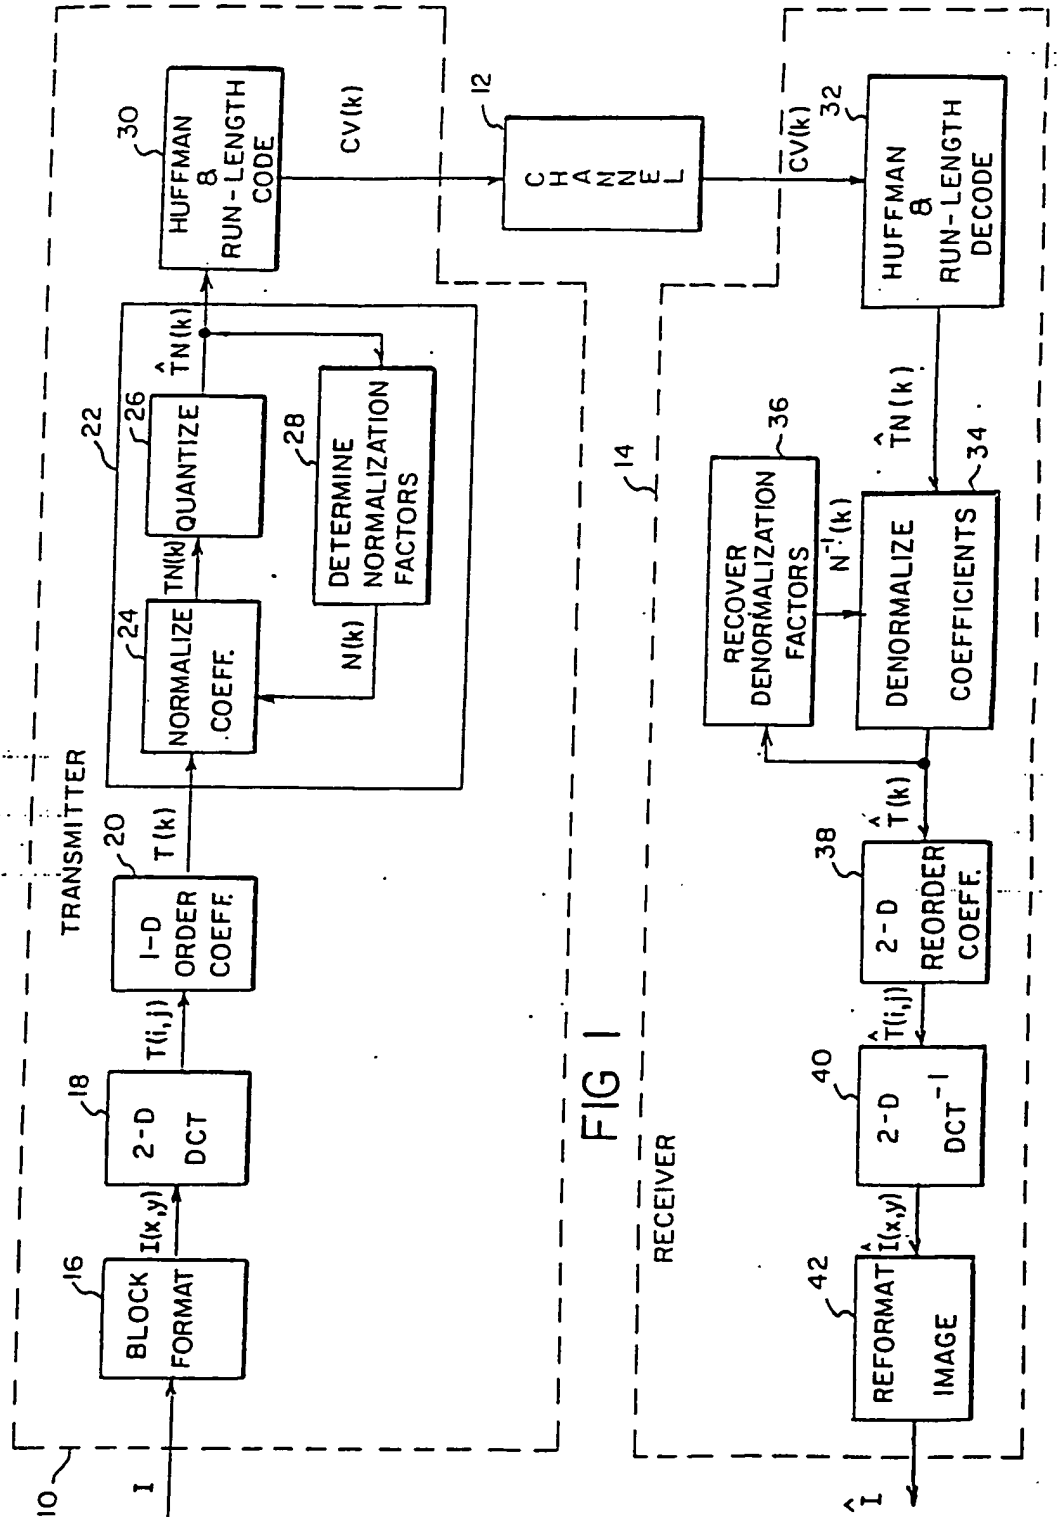 10
I
TRANSMITTER
16
BLOCK
FORMAT
I(x,y)
18
2-D
DCT
T(i,j)
20
1-D
ORDER
COEFF.
T(k)
22
24
NORMALIZE
COEFF.
TN(k)
26
QUANTIZE
T̂N(k)
28
DETERMINE
NORMALIZATION
FACTORS
N(k)
30
HUFFMAN
&
RUN-LENGTH
CODE
CV(k)
12
CHANNEL
FIG 1
14
RECEIVER
CV(k)
32
HUFFMAN
&
RUN-LENGTH
DECODE
T̂N(k)
34
DENORMALIZE
COEFFICIENTS
36
RECOVER
DENORMALIZATION
FACTORS
N⁻¹(k)
T̂(k)
38
2-D
REORDER
COEFF.
T̂(i,j)
40
2-D
DCT⁻¹
Î(x,y)
42
REFORMAT
IMAGE
Î